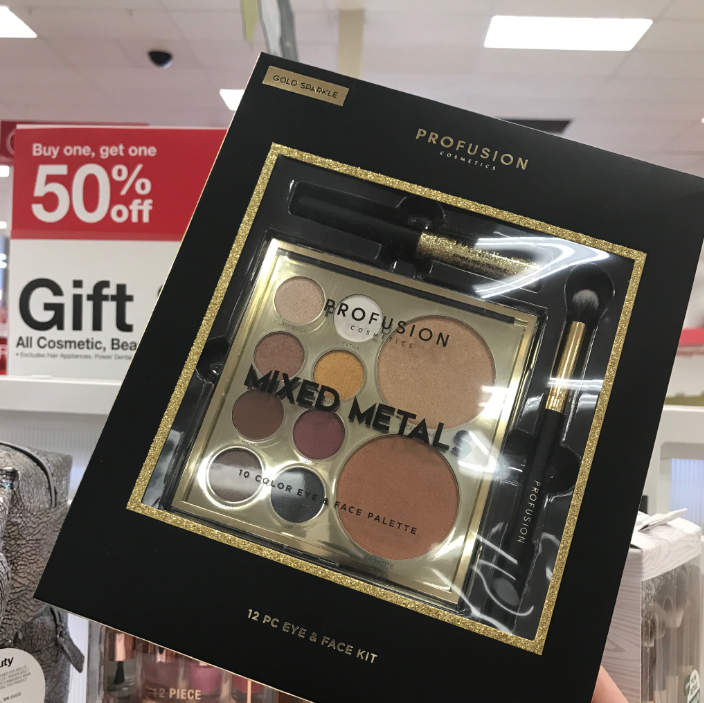 Buy one, get one
50% off
Gift
All Cosmetic, Bea
GOLD SPARKLE
PROFUSION
COSMETICS
PROFUSION
COSMETICS
MIXED METALS
10 COLOR EYE & FACE PALETTE
PROFUSION
12 PC EYE & FACE KIT
uty
12 PIECE